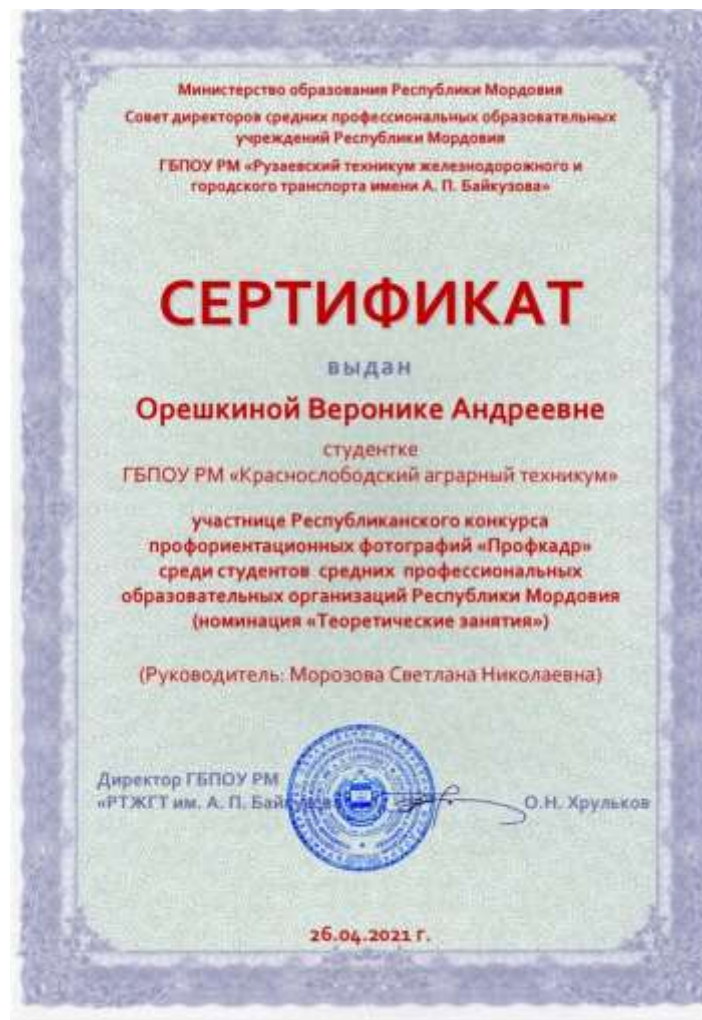 Министерство образования Республики Мордовия
Совет директоров средних профессиональных образовательных
учреждений Республики Мордовия
ГБПОУ РМ «Рузаевский техникум железнодорожного и
городского транспорта имени А. П. Байкузова»
СЕРТИФИКАТ
выдан
Орешкиной Веронике Андреевне
студентке
ГБПОУ РМ «Краснослободский аграрный техникум»
участнице Республиканского конкурса
профориентационных фотографий «Профкадр»
среди студентов средних профессиональных
образовательных организаций Республики Мордовия
(номинация «Теоретические занятия»)
(Руководитель: Морозова Светлана Николаевна)
Директор ГБПОУ РМ
«РТЖГТ им. А. П. О.Н. Хрульков
26.04.2021 г.